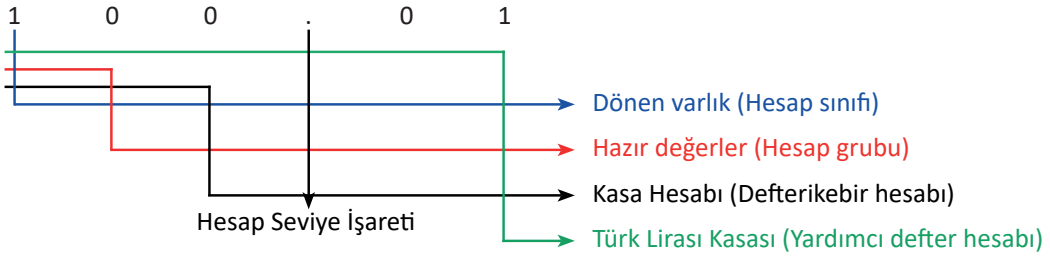 1 0 0 . 0 1
Dönen varlık (Hesap sınıfı)
Hazır değerler (Hesap grubu)
Kasa Hesabı (Defterikebir hesabı)
Hesap Seviye İşareti
Türk Lirası Kasası (Yardımcı defter hesabı)